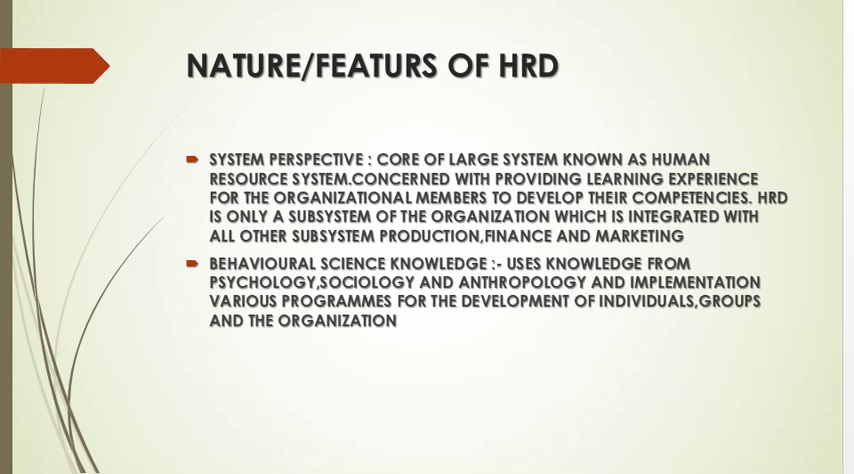 NATURE/FEATURS OF HRD
SYSTEM PERSPECTIVE : CORE OF LARGE SYSTEM KNOWN AS HUMAN
RESOURCE SYSTEM.CONCERNED WITH PROVIDING LEARNING EXPERIENCE
FOR THE ORGANIZATIONAL MEMBERS TO DEVELOP THEIR COMPETENCIES. HRD
IS ONLY A SUBSYSTEM OF THE ORGANIZATION WHICH IS INTEGRATED WITH
ALL OTHER SUBSYSTEM PRODUCTION,FINANCE AND MARKETING
BEHAVIOURAL SCIENCE KNOWLEDGE :- USES KNOWLEDGE FROM
PSYCHOLOGY,SOCIOLOGY AND ANTHROPOLOGY AND IMPLEMENTATION
VARIOUS PROGRAMMES FOR THE DEVELOPMENT OF INDIVIDUALS,GROUPS
AND THE ORGANIZATION